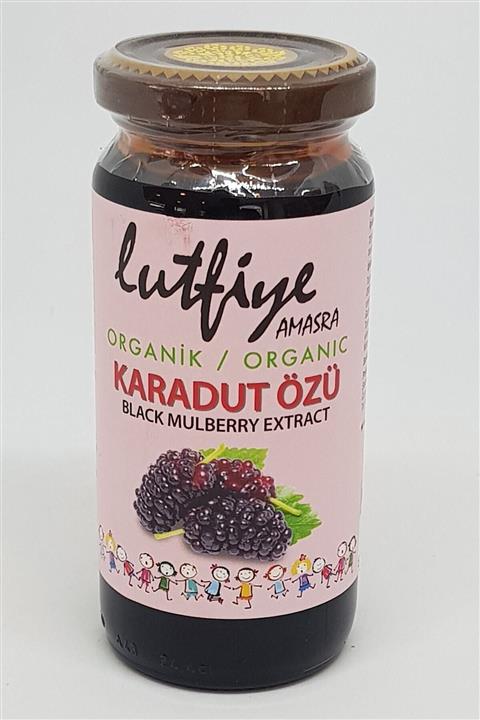 lutfiye
AMASRA
ORGANİK / ORGANIC
KARADUT ÖZÜ
BLACK MULBERRY EXTRACT